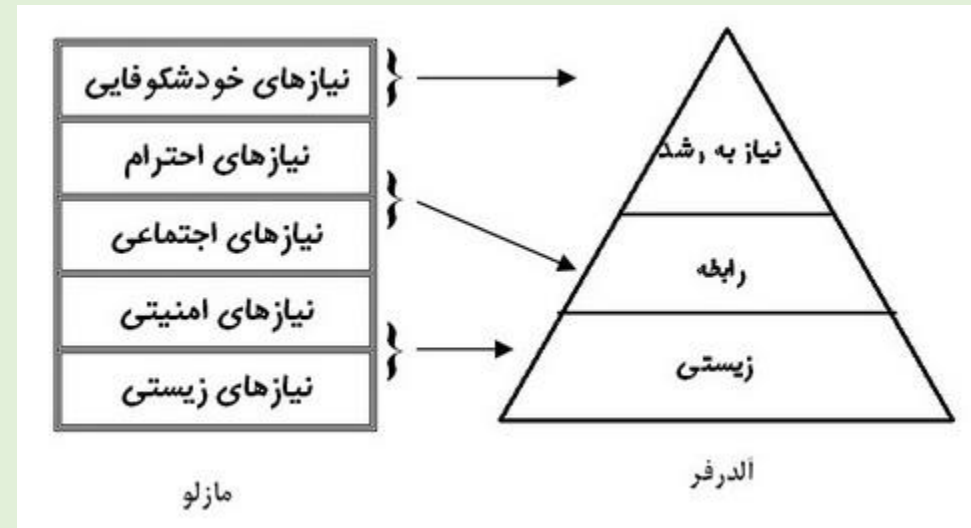 نیازهای خودشکوفایی
نیازهای احترام
نیازهای اجتماعی
نیازهای امنیتی
نیازهای زیستی
مازلو
نیاز به رشد
رابطه
زیستی
آلدرفر